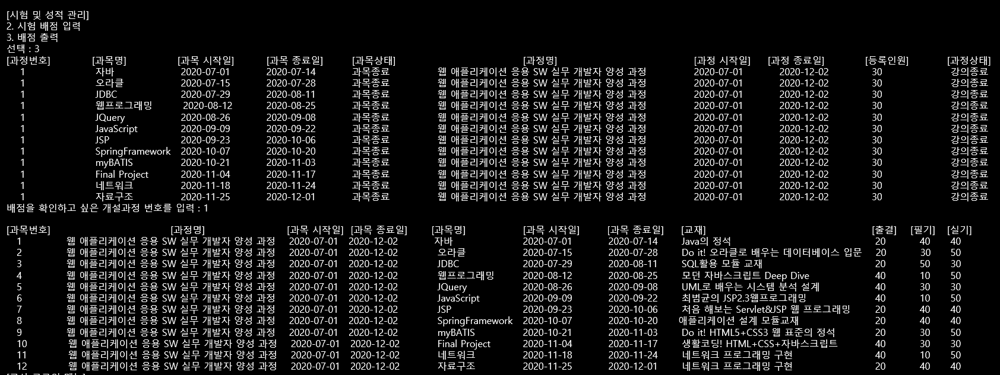 [시험 및 성적 관리]
2. 시험 배점 입력
3. 배점 출력
선택 : 3
[과정번호] [과목명] [과목 시작일] [과목 종료일] [과목상태] [과정명] [과정 시작일] [과정 종료일] [등록인원] [과정상태]
1 자바 2020-07-01 2020-07-14 과목종료 웹 애플리케이션 응용 SW 실무 개발자 양성 과정 2020-07-01 2020-12-02 30 강의종료
1 오라클 2020-07-15 2020-07-28 과목종료 웹 애플리케이션 응용 SW 실무 개발자 양성 과정 2020-07-01 2020-12-02 30 강의종료
1 JDBC 2020-07-29 2020-08-11 과목종료 웹 애플리케이션 응용 SW 실무 개발자 양성 과정 2020-07-01 2020-12-02 30 강의종료
1 웹프로그래밍 2020-08-12 2020-08-25 과목종료 웹 애플리케이션 응용 SW 실무 개발자 양성 과정 2020-07-01 2020-12-02 30 강의종료
1 JQuery 2020-08-26 2020-09-08 과목종료 웹 애플리케이션 응용 SW 실무 개발자 양성 과정 2020-07-01 2020-12-02 30 강의종료
1 JavaScript 2020-09-09 2020-09-22 과목종료 웹 애플리케이션 응용 SW 실무 개발자 양성 과정 2020-07-01 2020-12-02 30 강의종료
1 JSP 2020-09-23 2020-10-06 과목종료 웹 애플리케이션 응용 SW 실무 개발자 양성 과정 2020-07-01 2020-12-02 30 강의종료
1 SpringFramework 2020-10-07 2020-10-20 과목종료 웹 애플리케이션 응용 SW 실무 개발자 양성 과정 2020-07-01 2020-12-02 30 강의종료
1 myBATIS 2020-10-21 2020-11-03 과목종료 웹 애플리케이션 응용 SW 실무 개발자 양성 과정 2020-07-01 2020-12-02 30 강의종료
1 Final Project 2020-11-04 2020-11-17 과목종료 웹 애플리케이션 응용 SW 실무 개발자 양성 과정 2020-07-01 2020-12-02 30 강의종료
1 네트워크 2020-11-18 2020-11-24 과목종료 웹 애플리케이션 응용 SW 실무 개발자 양성 과정 2020-07-01 2020-12-02 30 강의종료
1 자료구조 2020-11-25 2020-12-01 과목종료 웹 애플리케이션 응용 SW 실무 개발자 양성 과정 2020-07-01 2020-12-02 30 강의종료
배점을 확인하고 싶은 개설과정 번호를 입력 : 1
[과목번호] [과정명] [과목 시작일] [과목 종료일] [과목명] [과목 시작일] [과목 종료일] [교재] [출결] [필기] [실기]
1 웹 애플리케이션 응용 SW 실무 개발자 양성 과정 2020-07-01 2020-12-02 자바 2020-07-01 2020-07-14 Java의 정석 20 40 40
2 웹 애플리케이션 응용 SW 실무 개발자 양성 과정 2020-07-01 2020-12-02 오라클 2020-07-15 2020-07-28 Do it! 오라클로 배우는 데이터베이스 입문 20 30 50
3 웹 애플리케이션 응용 SW 실무 개발자 양성 과정 2020-07-01 2020-12-02 JDBC 2020-07-29 2020-08-11 SQL활용 모듈 교재 20 50 30
4 웹 애플리케이션 응용 SW 실무 개발자 양성 과정 2020-07-01 2020-12-02 웹프로그래밍 2020-08-12 2020-08-25 모던 자바스크립트 Deep Dive 40 10 50
5 웹 애플리케이션 응용 SW 실무 개발자 양성 과정 2020-07-01 2020-12-02 JQuery 2020-08-26 2020-09-08 UML로 배우는 시스템 분석 설계 40 30 30
6 웹 애플리케이션 응용 SW 실무 개발자 양성 과정 2020-07-01 2020-12-02 JavaScript 2020-09-09 2020-09-22 최범균의 JSP2.3웹프로그래밍 40 10 50
7 웹 애플리케이션 응용 SW 실무 개발자 양성 과정 2020-07-01 2020-12-02 JSP 2020-09-23 2020-10-06 처음 해보는 Servlet&JSP 웹 프로그래밍 20 40 40
8 웹 애플리케이션 응용 SW 실무 개발자 양성 과정 2020-07-01 2020-12-02 SpringFramework 2020-10-07 2020-10-20 애플리케이션 설계 모듈교재 20 40 40
9 웹 애플리케이션 응용 SW 실무 개발자 양성 과정 2020-07-01 2020-12-02 myBATIS 2020-10-21 2020-11-03 Do it! HTML5+CSS3 웹 표준의 정석 20 30 50
10 웹 애플리케이션 응용 SW 실무 개발자 양성 과정 2020-07-01 2020-12-02 Final Project 2020-11-04 2020-11-17 생활코딩! HTML+CSS+자바스크립트 40 30 30
11 웹 애플리케이션 응용 SW 실무 개발자 양성 과정 2020-07-01 2020-12-02 네트워크 2020-11-18 2020-11-24 네트워크 프로그래밍 구현 40 10 50
12 웹 애플리케이션 응용 SW 실무 개발자 양성 과정 2020-07-01 2020-12-02 자료구조 2020-11-25 2020-12-01 네트워크 프로그래밍 구현 20 40 40